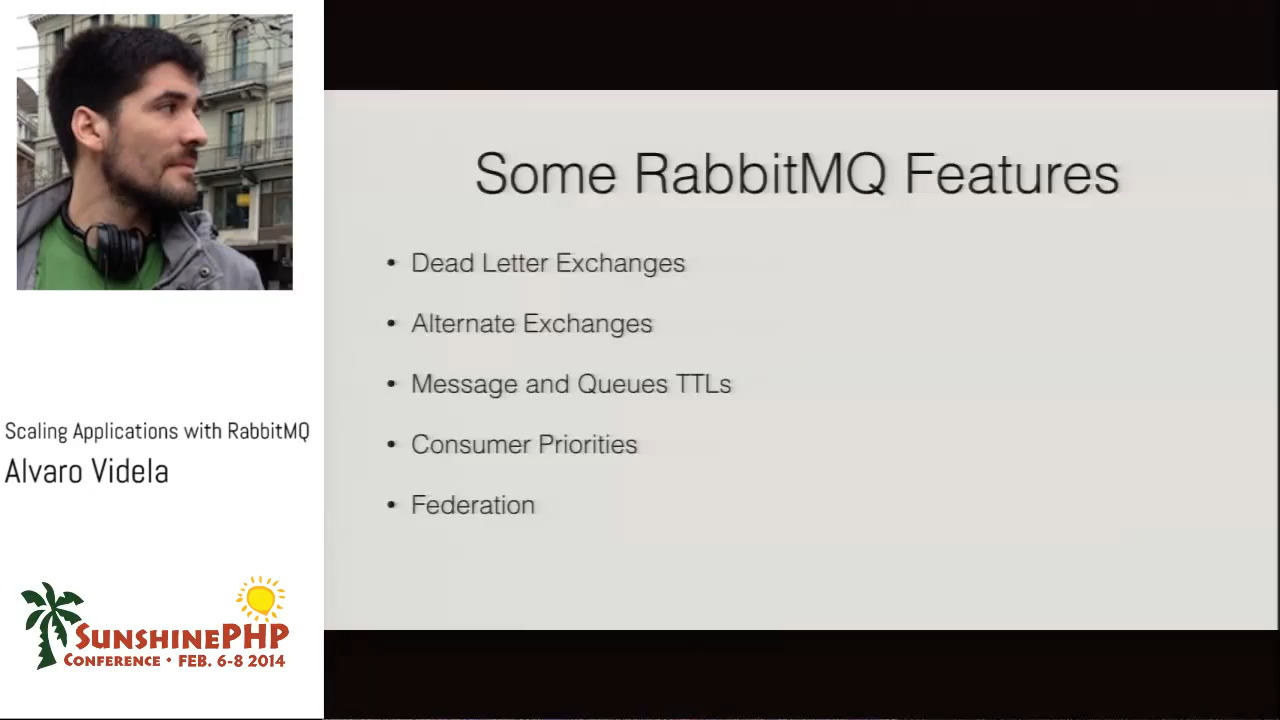 Scaling Applications with RabbitMQ
Alvaro Videla
SunshinePHP
Conference • Feb. 6-8 2014
Some RabbitMQ Features
• Dead Letter Exchanges
• Alternate Exchanges
• Message and Queues TTLs
• Consumer Priorities
• Federation